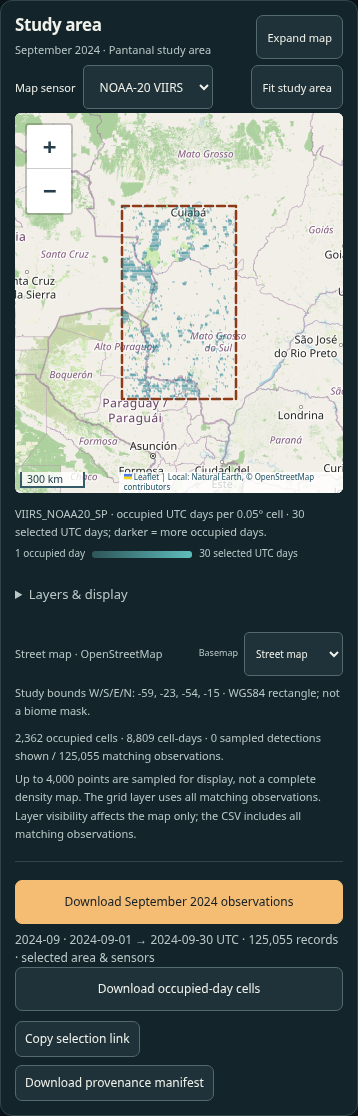 Study area
September 2024 · Pantanal study area
Expand map
Map sensor
NOAA-20 VIIRS
Fit study area
+
−
Mato Grosso
Cuiabá
Goiás
Santa Cruz
Mato Grosso
do Sul
Alto Paraguay
São José
do Rio Preto
Boquerón
Paraguay /
Paraguái
Londrina
Formosa
Asunción
Paraná
Formosa
Ciudad del
Este
Chaco
300 km
Leaflet | Local: Natural Earth, © OpenStreetMap
contributors
VIIRS_NOAA20_SP · occupied UTC days per 0.05° cell · 30
selected UTC days; darker = more occupied days.
1 occupied day
30 selected UTC days
▶ Layers & display
Street map · OpenStreetMap
Basemap
Street map
Study bounds W/S/E/N: -59, -23, -54, -15 · WGS84 rectangle; not
a biome mask.
2,362 occupied cells · 8,809 cell-days · 0 sampled detections
shown / 125,055 matching observations.
Up to 4,000 points are sampled for display, not a complete
density map. The grid layer uses all matching observations.
Layer visibility affects the map only; the CSV includes all
matching observations.
Download September 2024 observations
2024-09 · 2024-09-01 → 2024-09-30 UTC · 125,055 records
· selected area & sensors
Download occupied-day cells
Copy selection link
Download provenance manifest